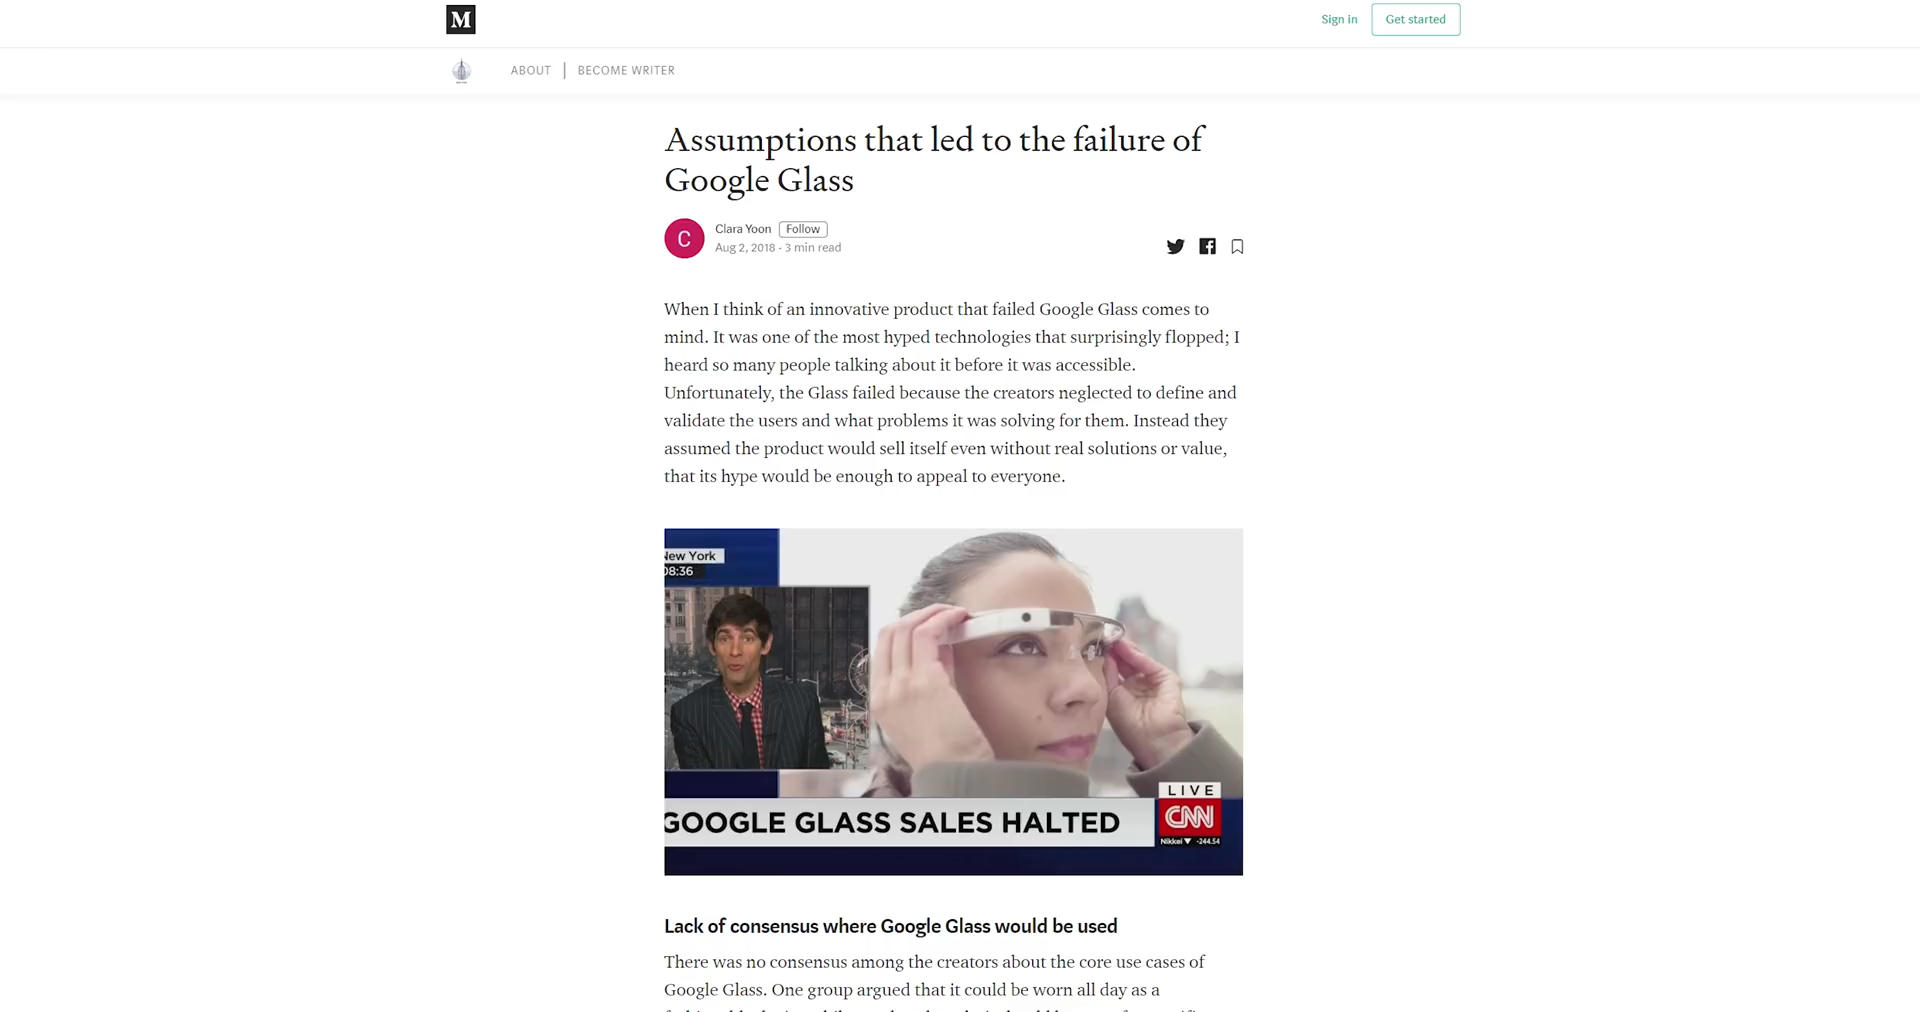 M
Sign in
Get started
ABOUT
BECOME WRITER
Assumptions that led to the failure of
Google Glass
C
Clara Yoon
Follow
Aug 2, 2018 · 3 min read
When I think of an innovative product that failed Google Glass comes to
mind. It was one of the most hyped technologies that surprisingly flopped; I
heard so many people talking about it before it was accessible.
Unfortunately, the Glass failed because the creators neglected to define and
validate the users and what problems it was solving for them. Instead they
assumed the product would sell itself even without real solutions or value,
that its hype would be enough to appeal to everyone.
New York
08:36
LIVE
GOOGLE GLASS SALES HALTED
CNN
Nikkei ▼ -244.54
Lack of consensus where Google Glass would be used
There was no consensus among the creators about the core use cases of
Google Glass. One group argued that it could be worn all day as a